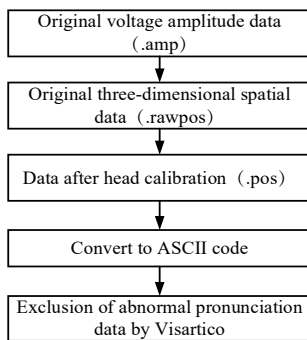 Original voltage amplitude data
（.amp）
Original three-dimensional spatial
data （.rawpos）
Data after head calibration （.pos）
Convert to ASCII code
Exclusion of abnormal pronunciation
data by Visartico